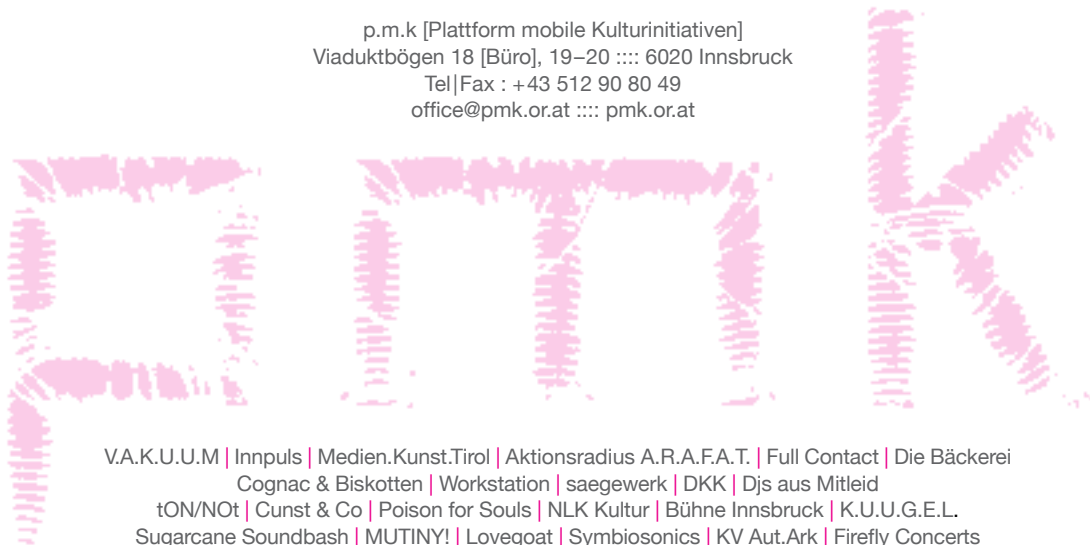 p.m.k [Plattform mobile Kulturinitiativen]
Viaduktbögen 18 [Büro], 19–20 :::: 6020 Innsbruck
Tel|Fax : +43 512 90 80 49
office@pmk.or.at :::: pmk.or.at
pmk
V.A.K.U.U.M | Innpuls | Medien.Kunst.Tirol | Aktionsradius A.R.A.F.A.T. | Full Contact | Die Bäckerei
Cognac & Biskotten | Workstation | saegewerk | DKK | Djs aus Mitleid
tON/NOt | Cunst & Co | Poison for Souls | NLK Kultur | Bühne Innsbruck | K.U.U.G.E.L.
Sugarcane Soundbash | MUTINY! | Lovegoat | Symbiosonics | KV Aut.Ark | Firefly Concerts